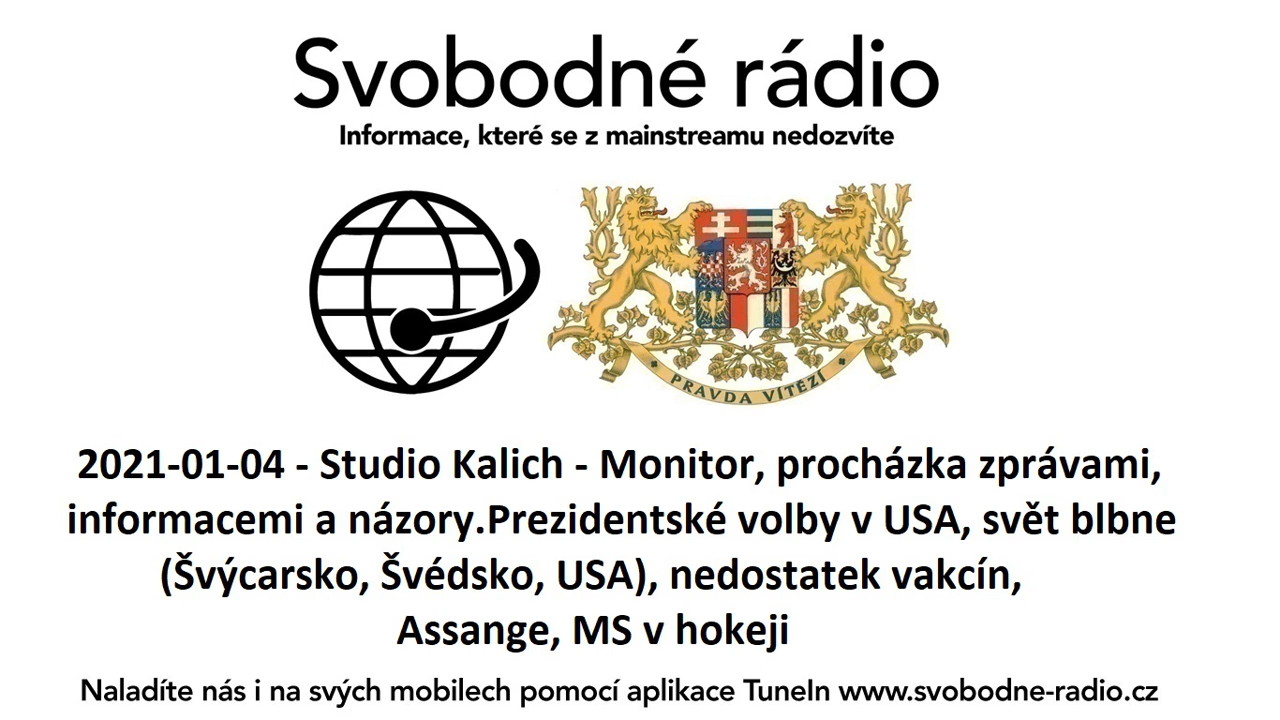 Svobodné rádio
Informace, které se z mainstreamu nedozvíte
PRAVDA VÍTĚZÍ
2021-01-04 - Studio Kalich - Monitor, procházka zprávami,
informacemi a názory.Prezidentské volby v USA, svět blbne
(Švýcarsko, Švédsko, USA), nedostatek vakcín,
Assange, MS v hokeji
Naladíte nás i na svých mobilech pomocí aplikace TuneIn www.svobodne-radio.cz